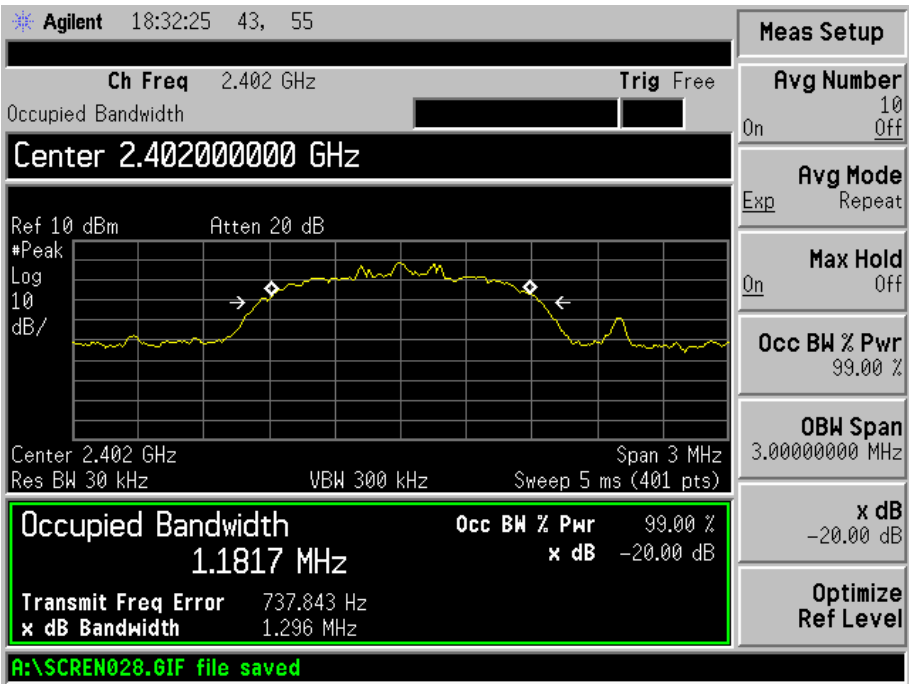 Agilent 18:32:25 43, 55
Ch Freq 2.402 GHz Trig Free
Occupied Bandwidth
Center 2.402000000 GHz
Ref 10 dBm Atten 20 dB
#Peak
Log
10
dB/
Center 2.402 GHz Span 3 MHz
Res BW 30 kHz VBW 300 kHz Sweep 5 ms (401 pts)
Occupied Bandwidth Occ BW % Pwr 99.00 %
1.1817 MHz x dB -20.00 dB
Transmit Freq Error 737.843 Hz
x dB Bandwidth 1.296 MHz
A:\SCREN028.GIF file saved
Meas Setup
Avg Number
10
On Off
Avg Mode
Exp Repeat
Max Hold
On Off
Occ BW % Pwr
99.00 %
OBW Span
3.00000000 MHz
x dB
-20.00 dB
Optimize
Ref Level